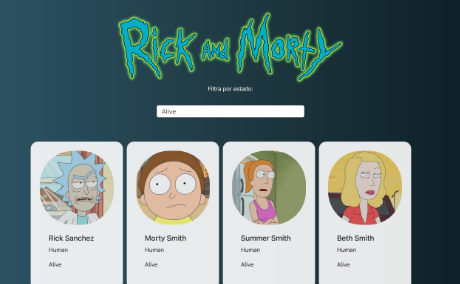 Rick and Morty
Filtra por estado:
Alive
Rick Sanchez
Human
Alive
Morty Smith
Human
Alive
Summer Smith
Human
Alive
Beth Smith
Human
Alive